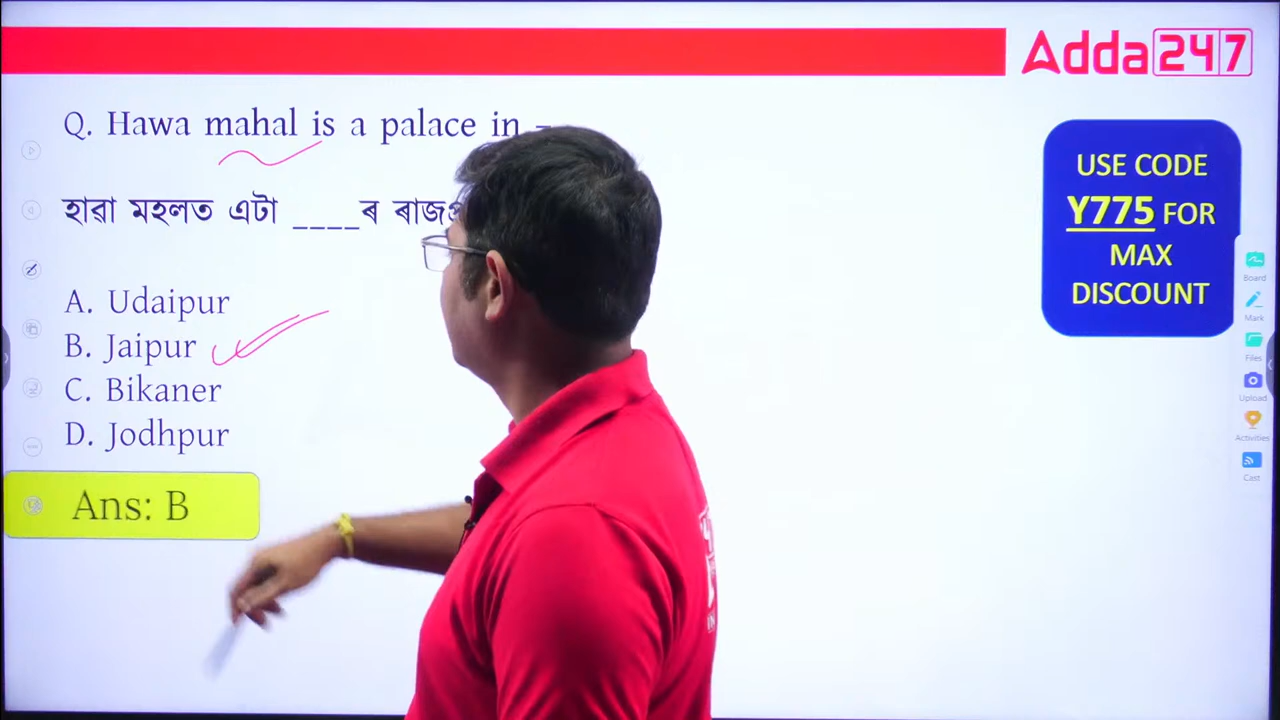 Adda247
Q. Hawa mahal is a palace in
হাৱা মহলত এটা ____ৰ
A. Udaipur
B. Jaipur
C. Bikaner
D. Jodhpur
Ans: B
USE CODE
Y775 FOR
MAX
DISCOUNT
Board
Mark
Files
Upload
Activities
Cast